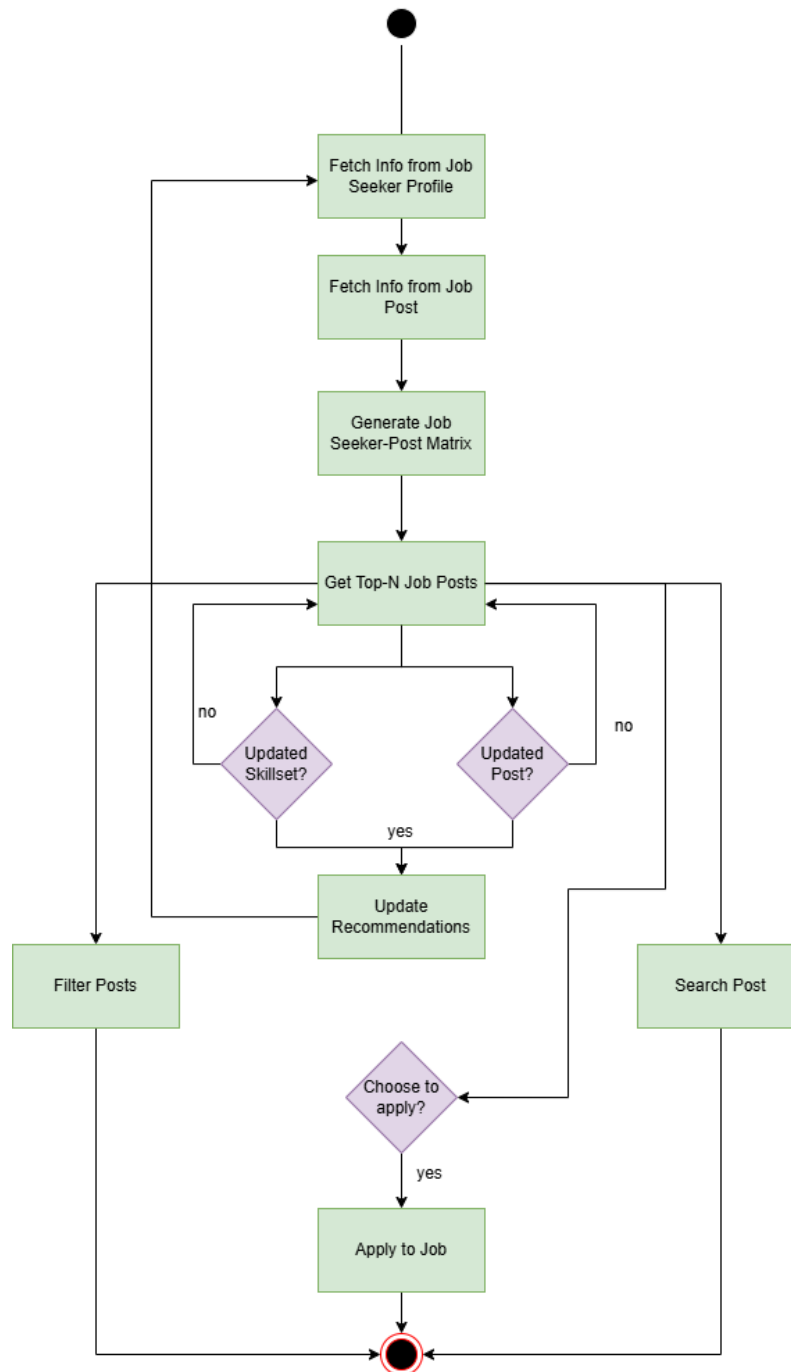 Fetch Info from Job
Seeker Profile
Fetch Info from Job
Post
Generate Job
Seeker-Post Matrix
Get Top-N Job Posts
no
no
Updated
Skillset?
Updated
Post?
yes
Update
Recommendations
Filter Posts
Search Post
Choose to
apply?
yes
Apply to Job